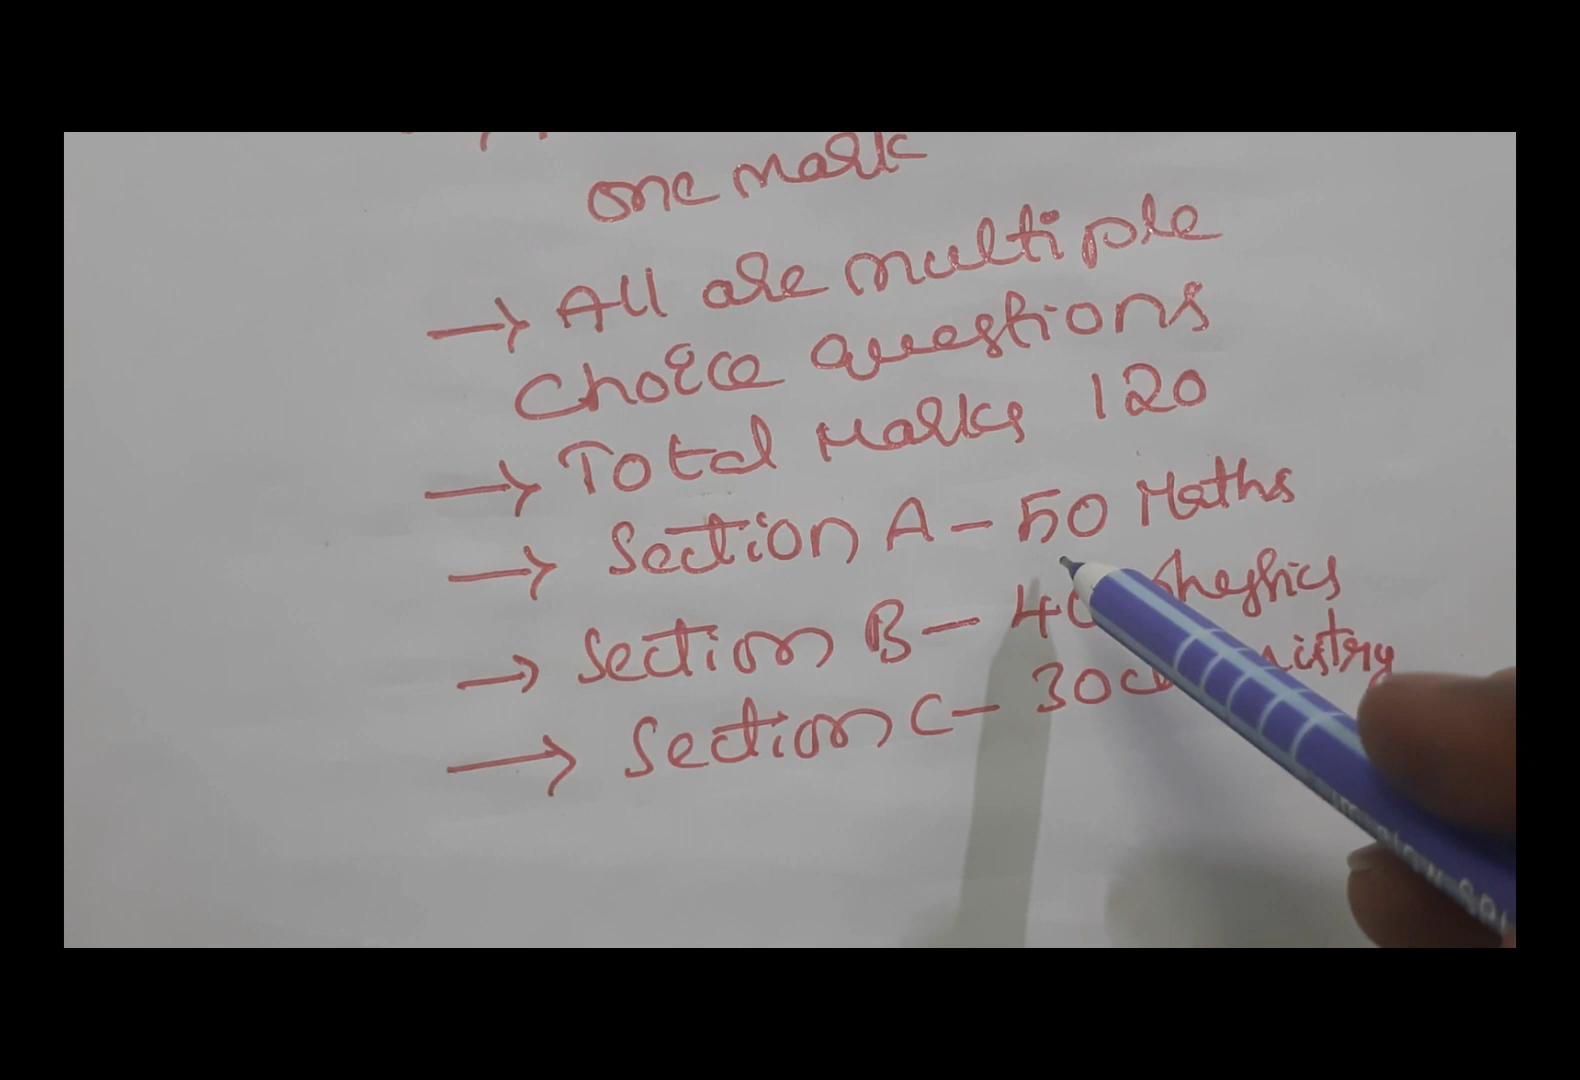 one mark
→ All are multiple
choice questions
→ Total Marks 120
→ Section A - 50 Maths
→ Section B - 40
→ Section C - 30